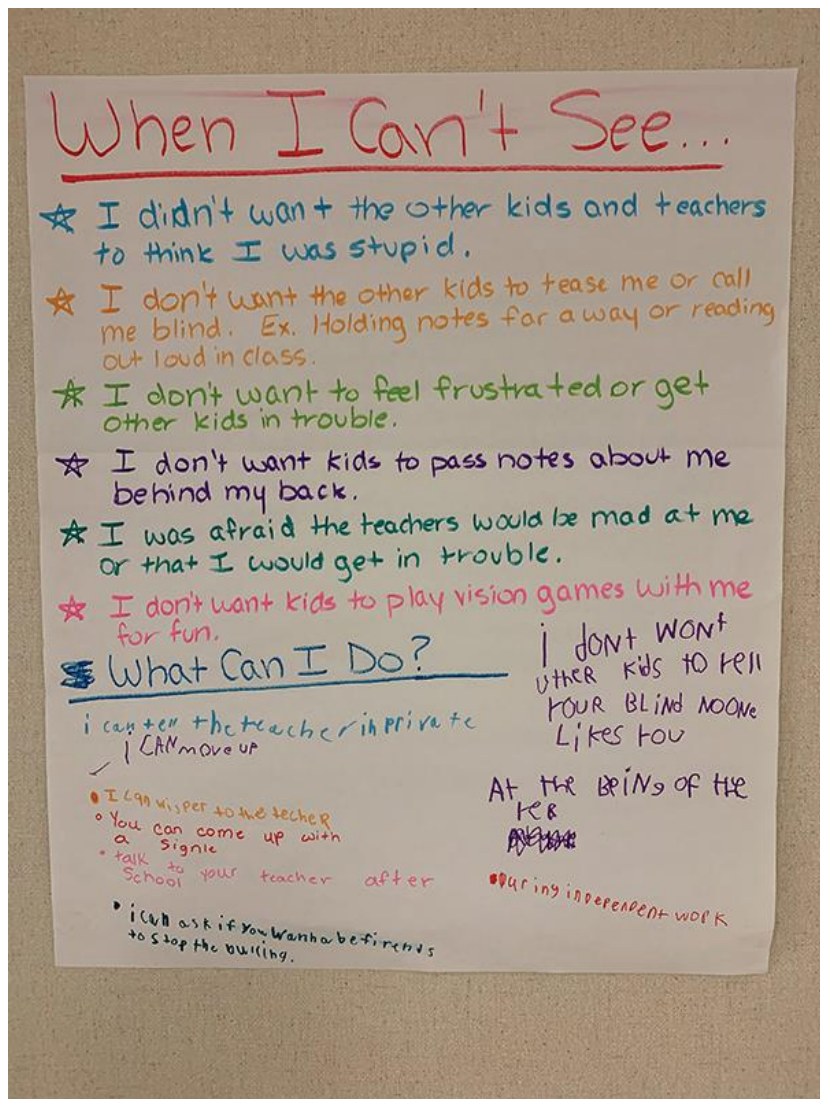 When I Can't See...
☆ I didn't want the other kids and teachers
to think I was stupid.
☆ I don't want the other kids to tease me or call
me blind. Ex. Holding notes far away or reading
out loud in class.
☆ I don't want to feel frustrated or get
other kids in trouble.
☆ I don't want kids to pass notes about me
behind my back.
☆ I was afraid the teachers would be mad at me
or that I would get in trouble.
☆ I don't want kids to play vision games with me
for fun.
What Can I Do?
i can tell the teacher in private
I CAN move up
• I can wisper to the techer
• You can come up with
a signle
• talk to your teacher after
School
• i can ask if you wanna be firends
to stop the bulling.
i DONT WONT
UTHER KIDS TO tell
YOUR BLIND NOONE
LIKES YOU
At the BeiNg OF the
YER
• During independent work